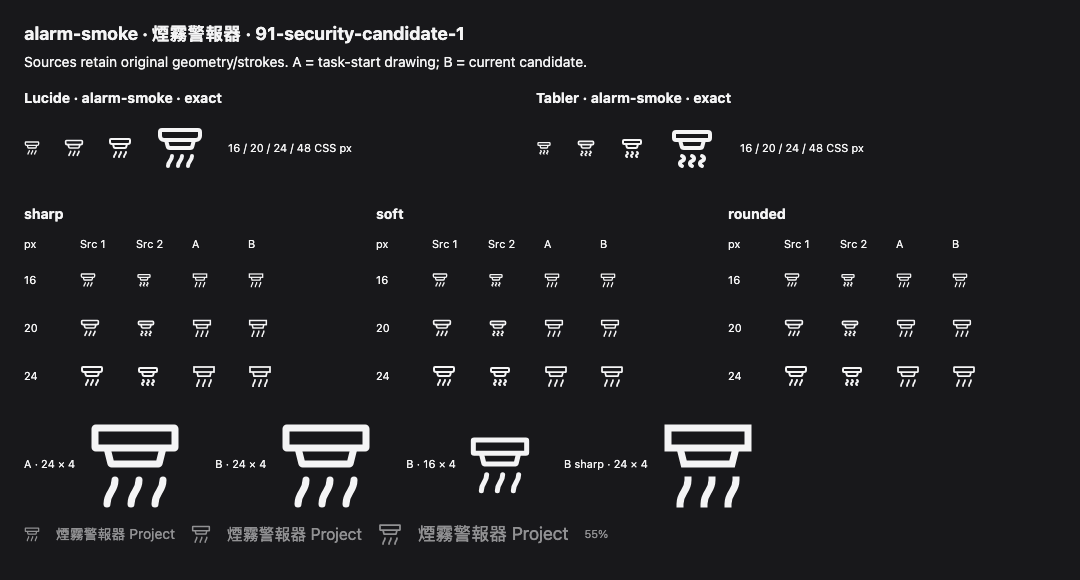 alarm-smoke · 煙霧警報器 · 91-security-candidate-1
Sources retain original geometry/strokes. A = task-start drawing; B = current candidate.
Lucide · alarm-smoke · exact
Tabler · alarm-smoke · exact
16 / 20 / 24 / 48 CSS px
16 / 20 / 24 / 48 CSS px
sharp
soft
rounded
px Src 1 Src 2 A B
px Src 1 Src 2 A B
px Src 1 Src 2 A B
16
16
16
20
20
20
24
24
24
A · 24 × 4
B · 24 × 4
B · 16 × 4
B sharp · 24 × 4
煙霧警報器 Project
煙霧警報器 Project
煙霧警報器 Project
55%